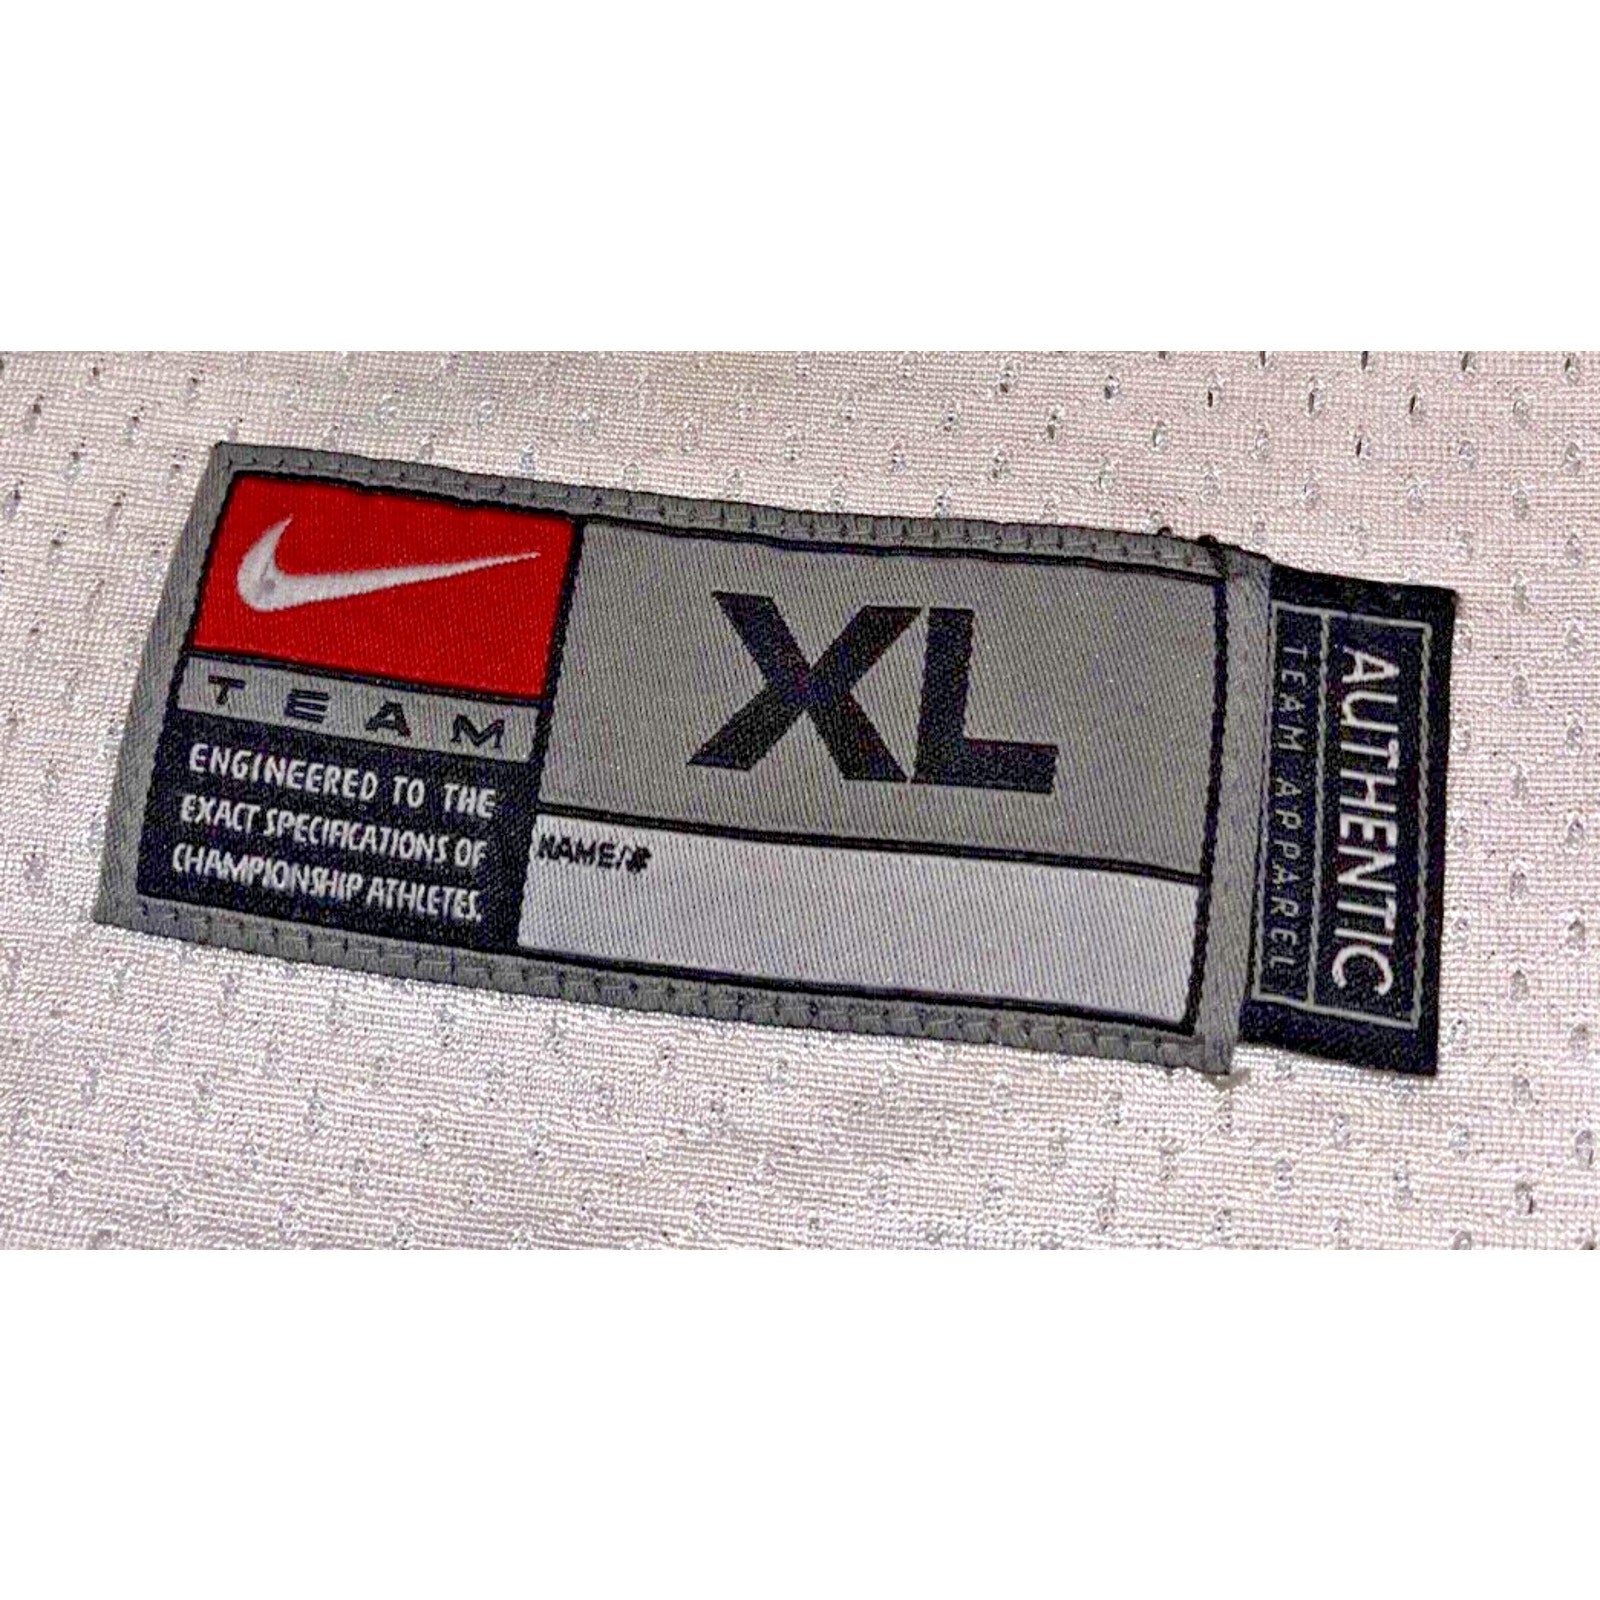 TEAM
ENGINEERED TO THE
EXACT SPECIFICATIONS OF
CHAMPIONSHIP ATHLETES.
XL
NAME/#
AUTHENTIC
TEAM APPAREL